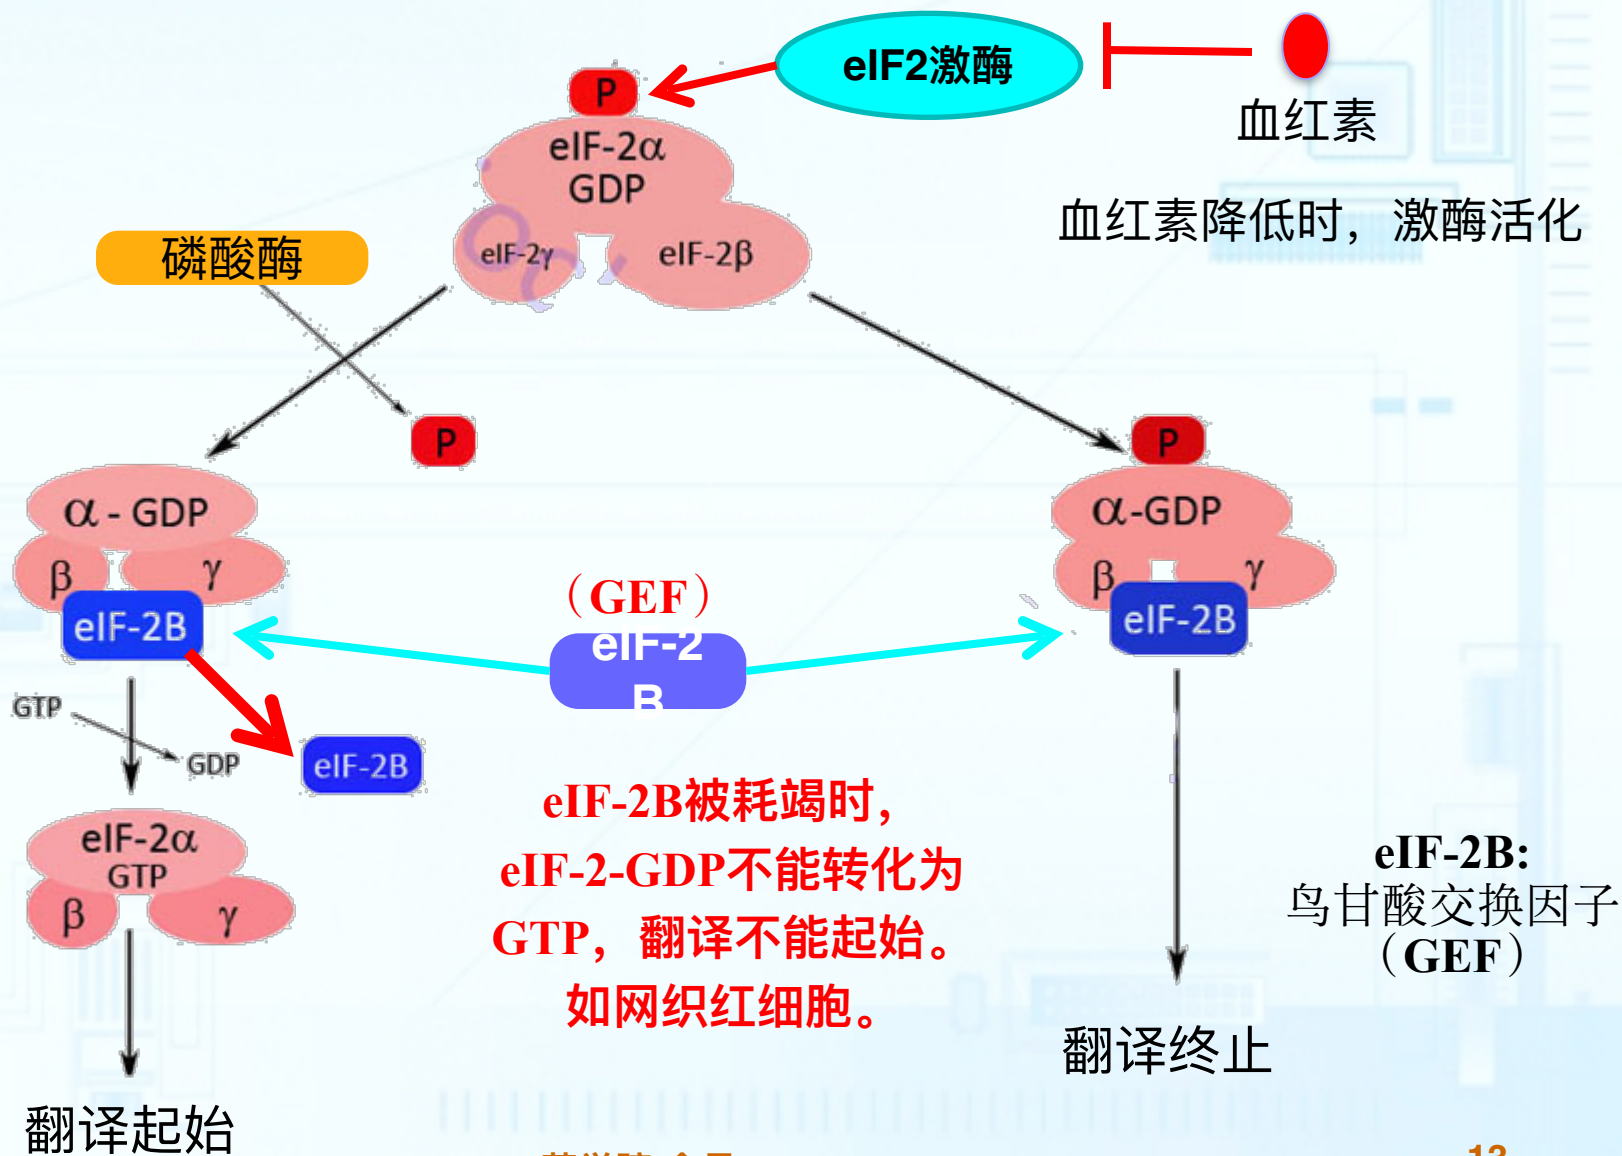 eIF2激酶
P
血红素
eIF-2α
GDP
血红素降低时，激酶活化
磷酸酶
eIF-2γ
eIF-2β
P
P
α - GDP
α-GDP
β
γ
β
γ
（GEF）
eIF-2B
eIF-2
B
eIF-2B
GTP
GDP
eIF-2B
eIF-2B被耗竭时，
eIF-2-GDP不能转化为
GTP，翻译不能起始。
如网织红细胞。
eIF-2α
GTP
β
γ
eIF-2B:
鸟甘酸交换因子
（GEF）
翻译终止
翻译起始